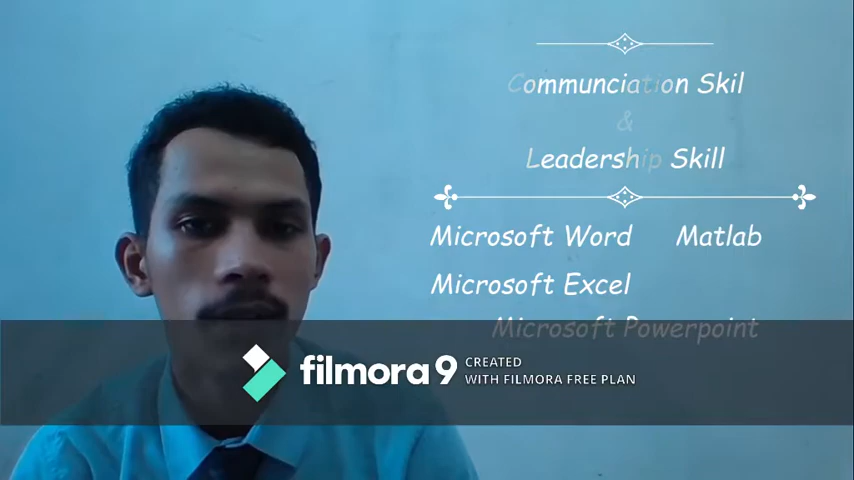 Communciation Skil
&
Leadership Skill
Microsoft Word Matlab
Microsoft Excel
Microsoft Powerpoint
filmora 9 CREATED
WITH FILMORA FREE PLAN